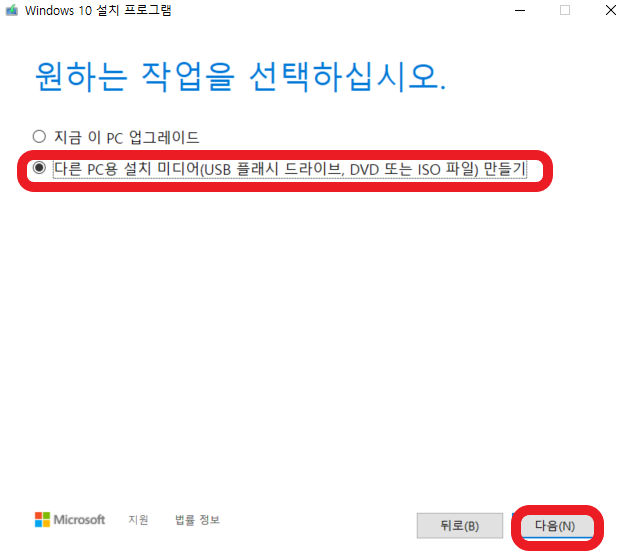 Windows 10 설치 프로그램
원하는 작업을 선택하십시오.
지금 이 PC 업그레이드
다른 PC용 설치 미디어(USB 플래시 드라이브, DVD 또는 ISO 파일) 만들기
Microsoft 지원 법률 정보 뒤로(B) 다음(N)